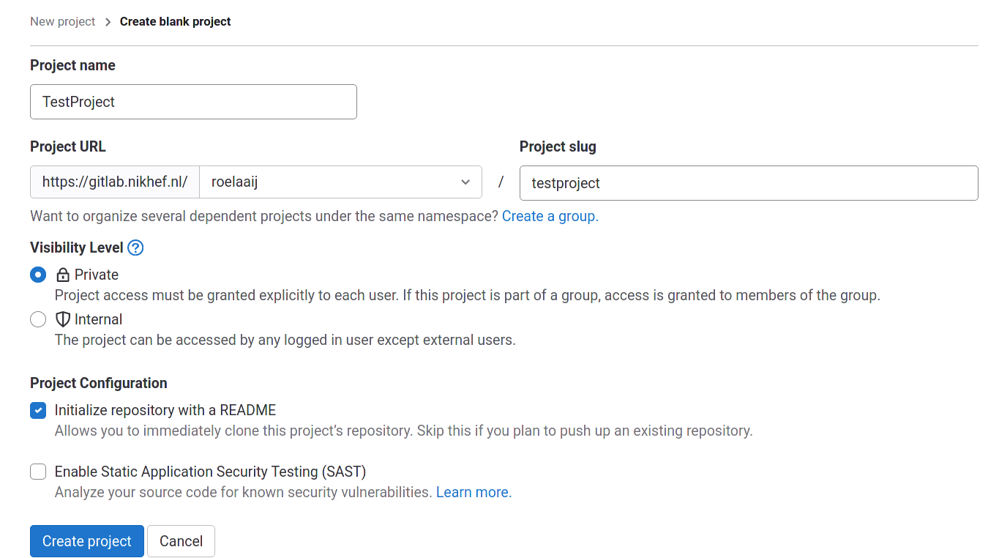 New project > Create blank project
Project name
TestProject
Project URL
Project slug
https://gitlab.nikhef.nl/ roelaaij / testproject
Want to organize several dependent projects under the same namespace? Create a group.
Visibility Level ?
Private
Project access must be granted explicitly to each user. If this project is part of a group, access is granted to members of the group.
Internal
The project can be accessed by any logged in user except external users.
Project Configuration
Initialize repository with a README
Allows you to immediately clone this project’s repository. Skip this if you plan to push up an existing repository.
Enable Static Application Security Testing (SAST)
Analyze your source code for known security vulnerabilities. Learn more.
Create project Cancel